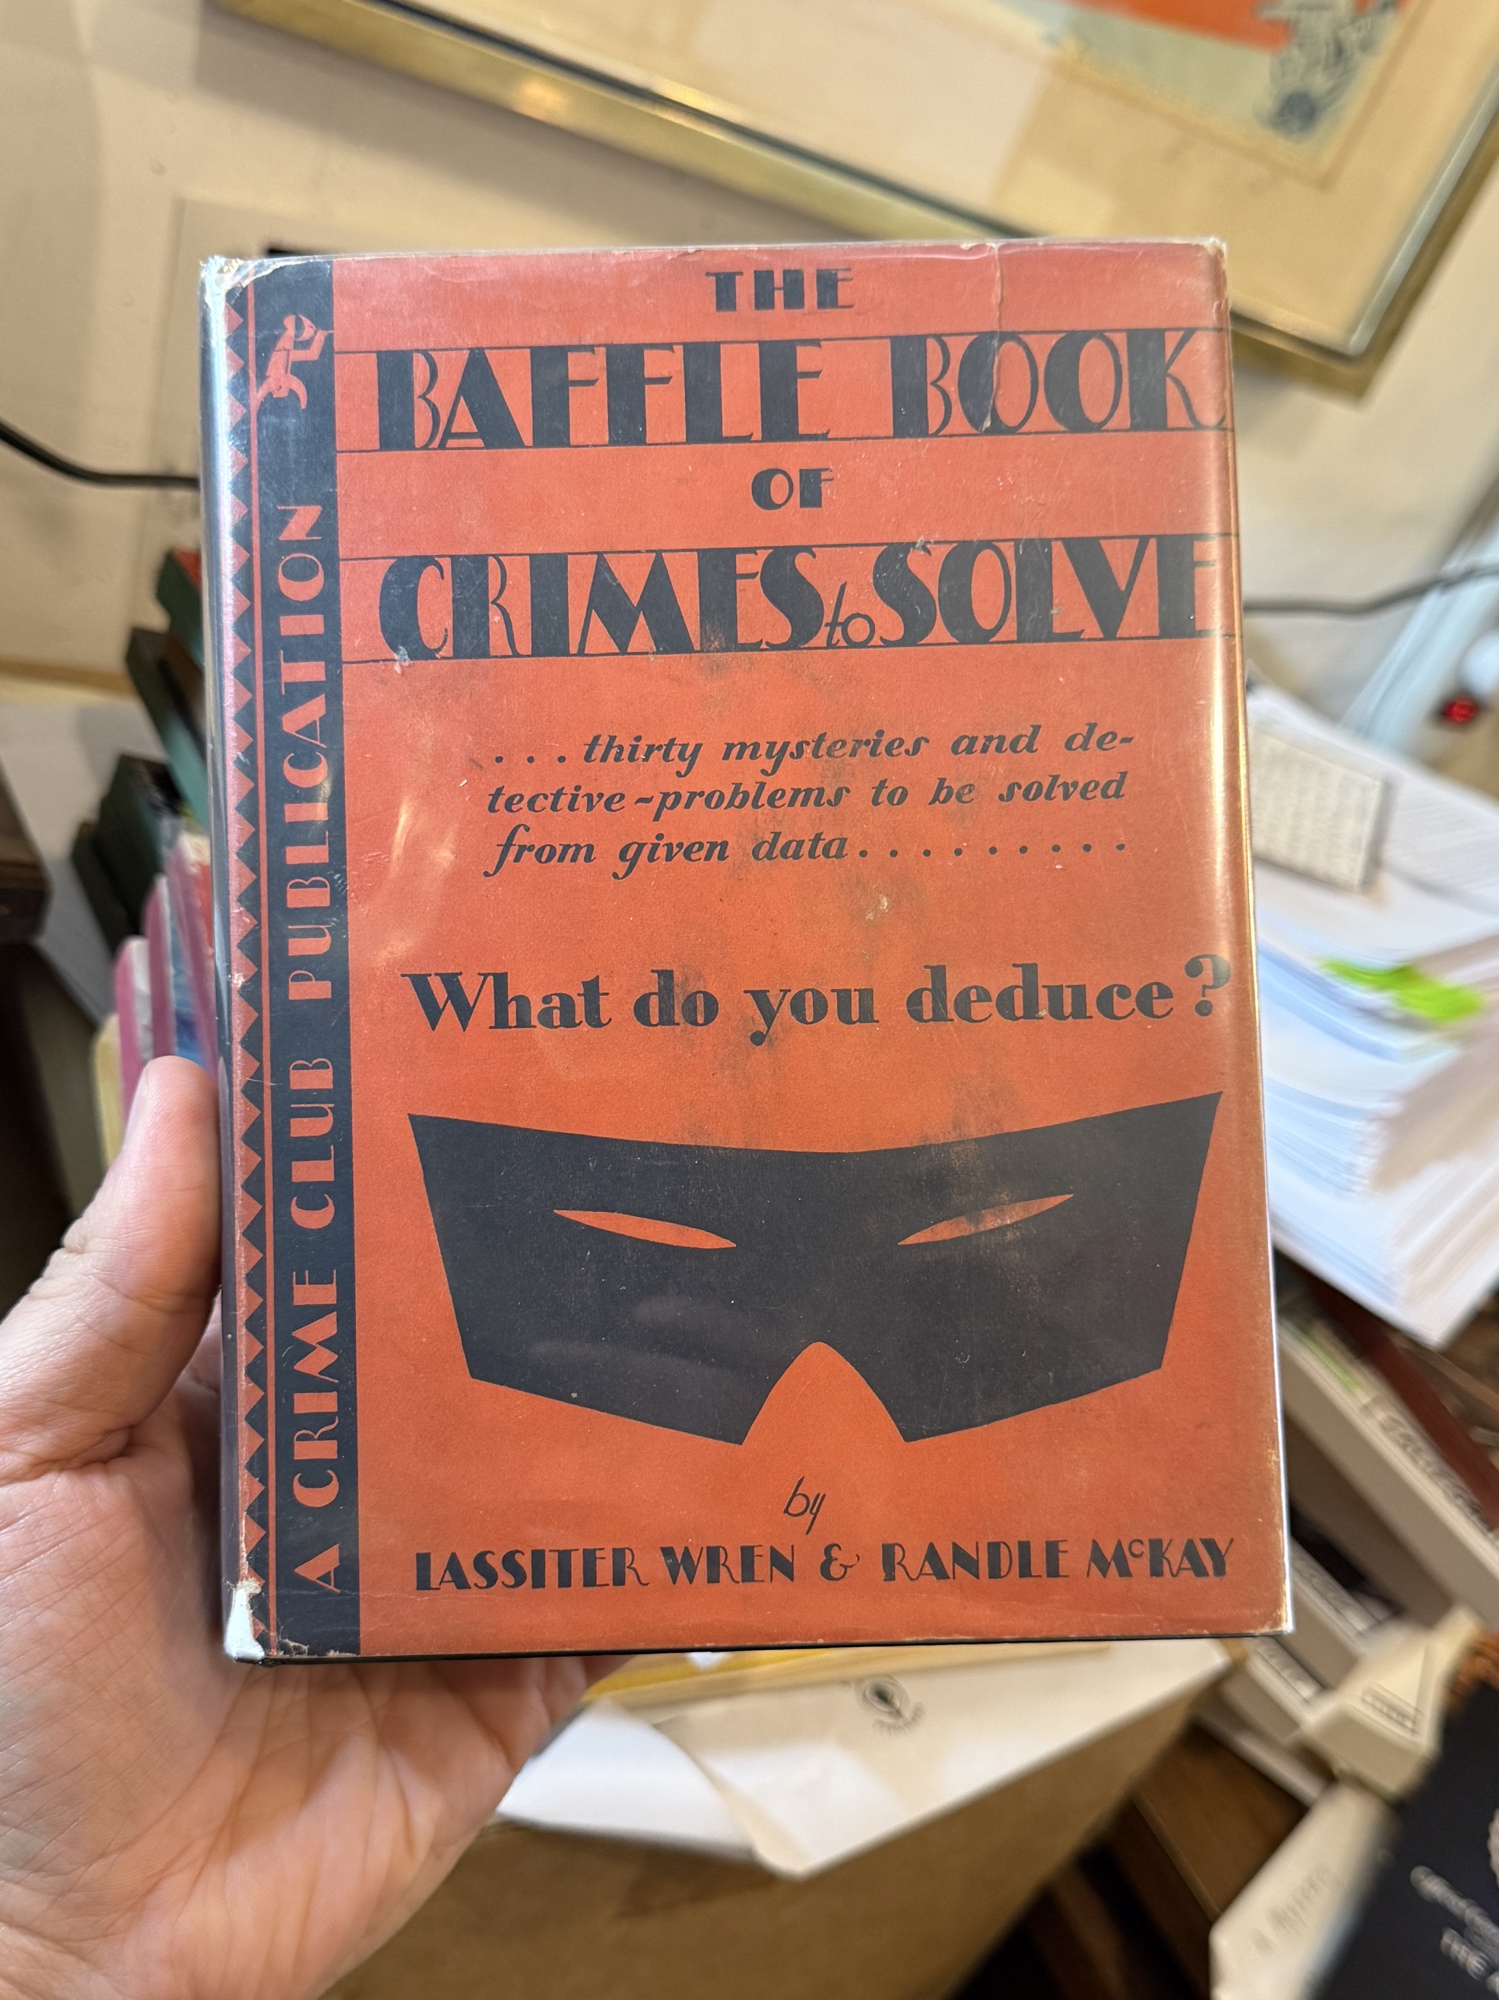 THE
BAFFLE BOOK
OF
CRIMES to SOLVE
. . . thirty mysteries and de-
tective-problems to be solved
from given data . . . . . . . . . .
What do you deduce?
by
LASSITER WREN & RANDLE McKAY
A CRIME CLUB PUBLICATION